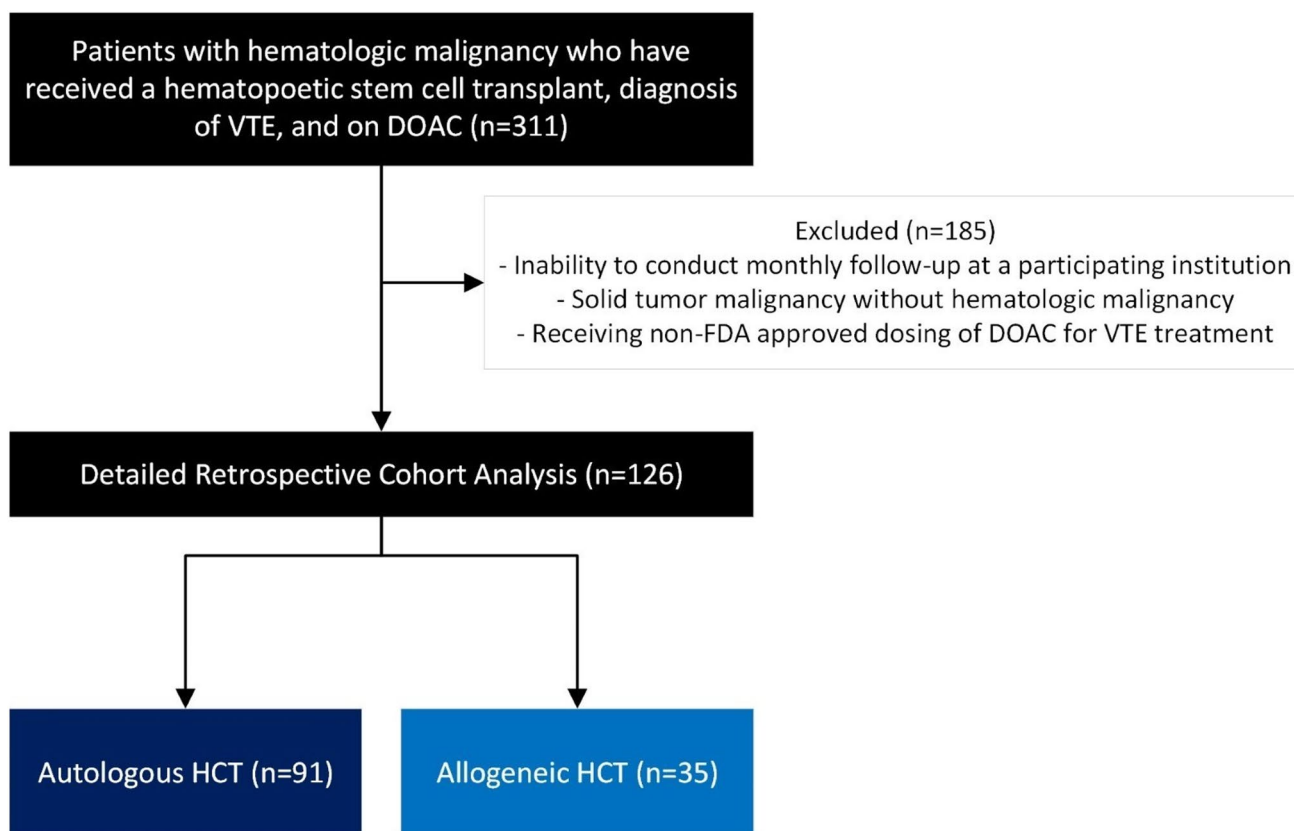 Patients with hematologic malignancy who have
received a hematopoetic stem cell transplant, diagnosis
of VTE, and on DOAC (n=311)
Excluded (n=185)
- Inability to conduct monthly follow-up at a participating institution
- Solid tumor malignancy without hematologic malignancy
- Receiving non-FDA approved dosing of DOAC for VTE treatment
Detailed Retrospective Cohort Analysis (n=126)
Autologous HCT (n=91)
Allogeneic HCT (n=35)